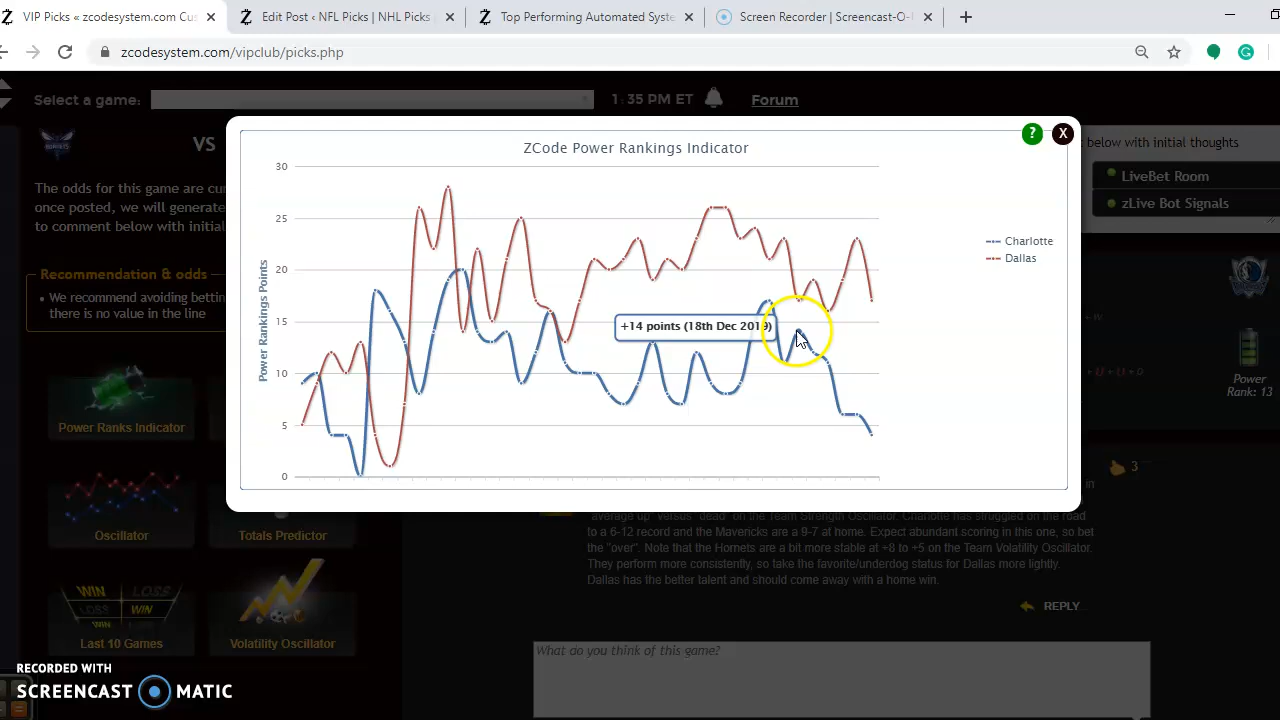 VIP Picks « zcodesystem.com Cus
Edit Post ‹ NFL Picks | NHL Picks
Top Performing Automated Syste
Screen Recorder | Screencast-O-
zcodesystem.com/vipclub/picks.php
Select a game:
1:35 PM ET
Forum
VS
The odds for this game are cu
once posted, we will generate
to comment below with initial
below with initial thoughts
LiveBet Room
zLive Bot Signals
Recommendation & odds
We recommend avoiding bettin
there is no value in the line
Power Ranks Indicator
Oscillator
Totals Predictor
Last 10 Games
Volatility Oscillator
WIN LOSS
LOSS WIN
WIN LOSS
?
X
ZCode Power Rankings Indicator
Power Rankings Points
30
25
20
15
10
5
0
+14 points (18th Dec 2019)
Charlotte
Dallas
Power
Rank: 13
3
in
"average up" versus "dead" on the Team Strength Oscillator. Charlotte has struggled on the road
to a 6-12 record and the Mavericks are a 9-7 at home. Expect abundant scoring in this one, so bet
the "over". Note that the Hornets are a bit more stable at +8 to +5 on the Team Volatility Oscillator.
They perform more consistently, so take the favorite/underdog status for Dallas more lightly.
Dallas has the better talent and should come away with a home win.
REPLY
What do you think of this game?
RECORDED WITH
SCREENCAST MATIC